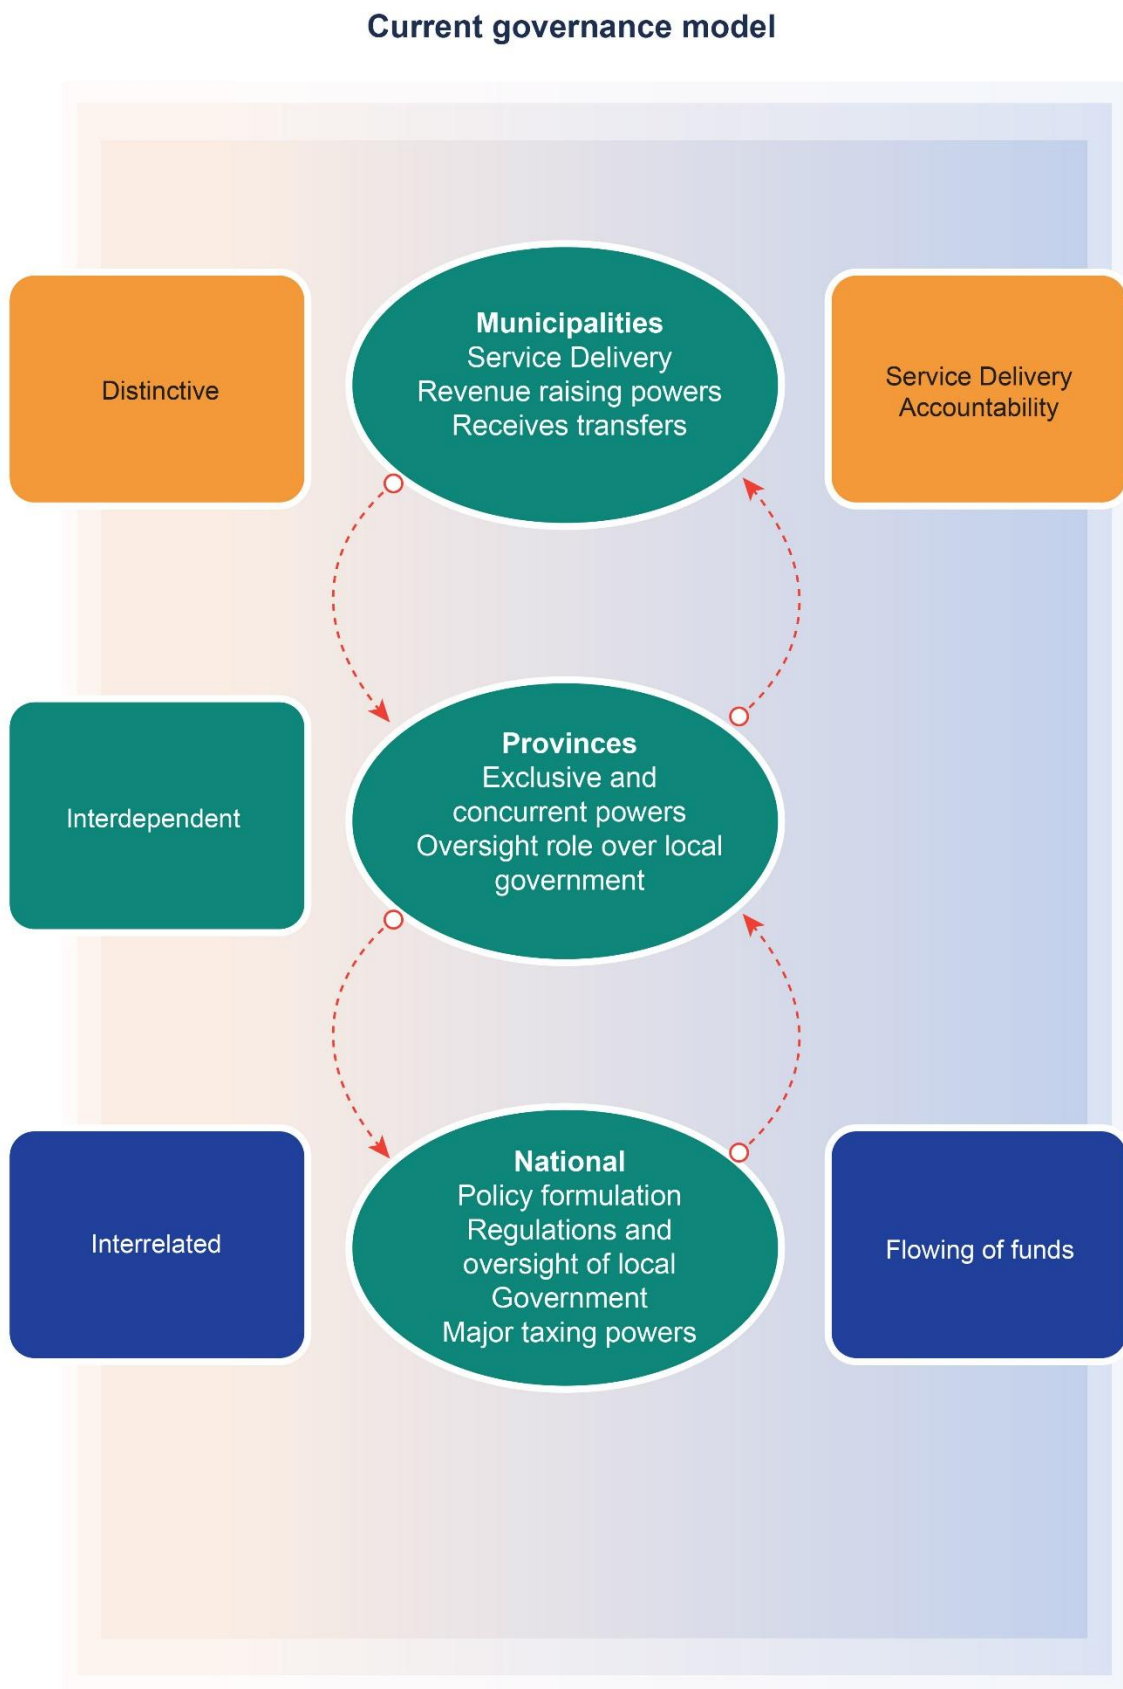 Current governance model
Distinctive
Municipalities
Service Delivery
Revenue raising powers
Receives transfers
Service Delivery
Accountability
Interdependent
Provinces
Exclusive and
concurrent powers
Oversight role over local
government
Interrelated
National
Policy formulation
Regulations and
oversight of local
Government
Major taxing powers
Flowing of funds